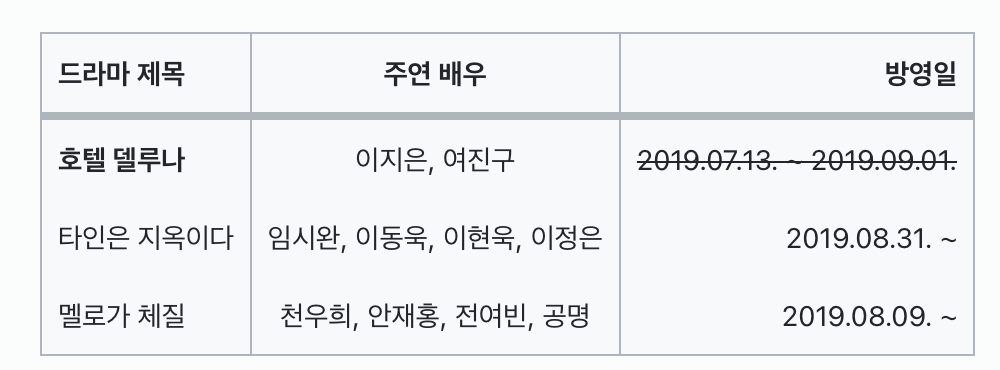 드라마 제목 주연 배우 방영일
호텔 델루나 이지은, 여진구 2019.07.13. ~ 2019.09.01.
타인은 지옥이다 임시완, 이동욱, 이현욱, 이정은 2019.08.31. ~
멜로가 체질 천우희, 안재홍, 전여빈, 공명 2019.08.09. ~